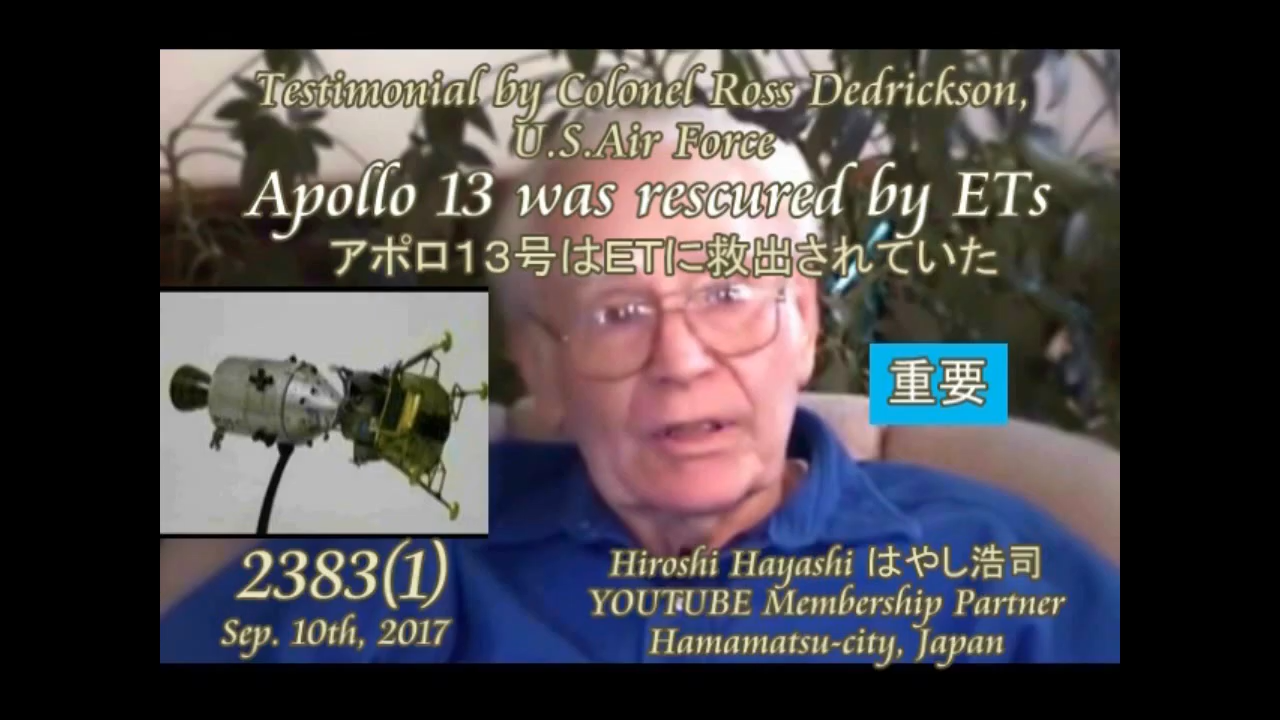 Testimonial by Colonel Ross Dedrickson,
U.S.Air Force
Apollo 13 was rescured by ETs
アポロ１３号はＥＴに救出されていた
重要
2383(1)
Sep. 10th, 2017
Hiroshi Hayashi はやし浩司
YOUTUBE Membership Partner
Hamamatsu-city, Japan